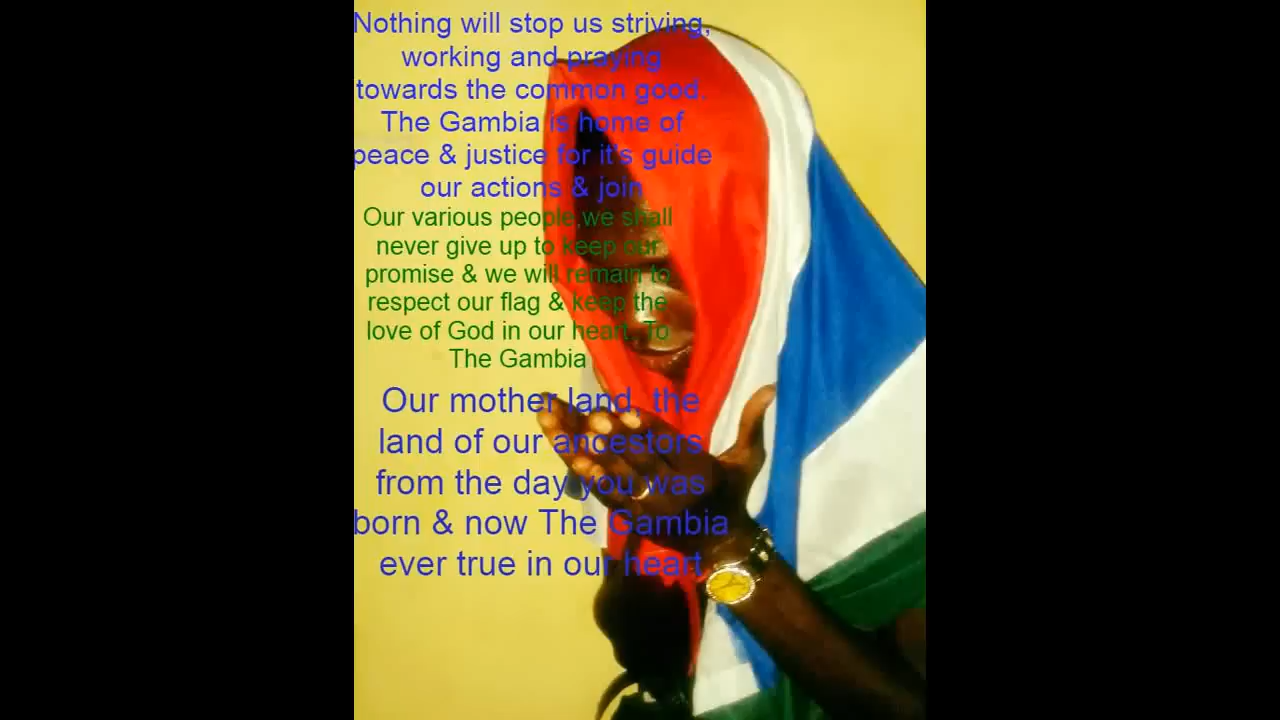 Nothing will stop us striving,
working and praying
towards the common good.
The Gambia is home of
peace & justice for it's guide
our actions & join
Our various people,we shall
never give up to keep our
promise & we will remain to
respect our flag & keep the
love of God in our heart. To
The Gambia
Our mother land, the
land of our ancestors
from the day you was
born & now The Gambia
ever true in our heart